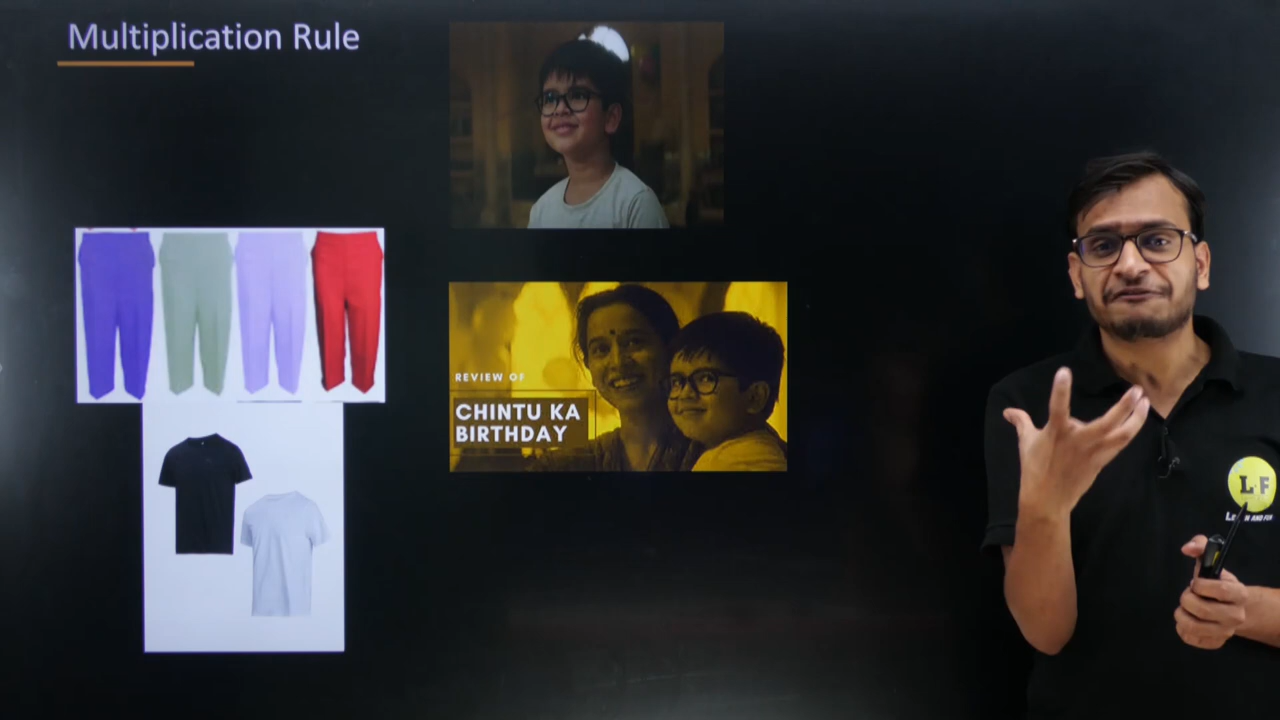 Multiplication Rule
REVIEW OF
CHINTU KA
BIRTHDAY
L F